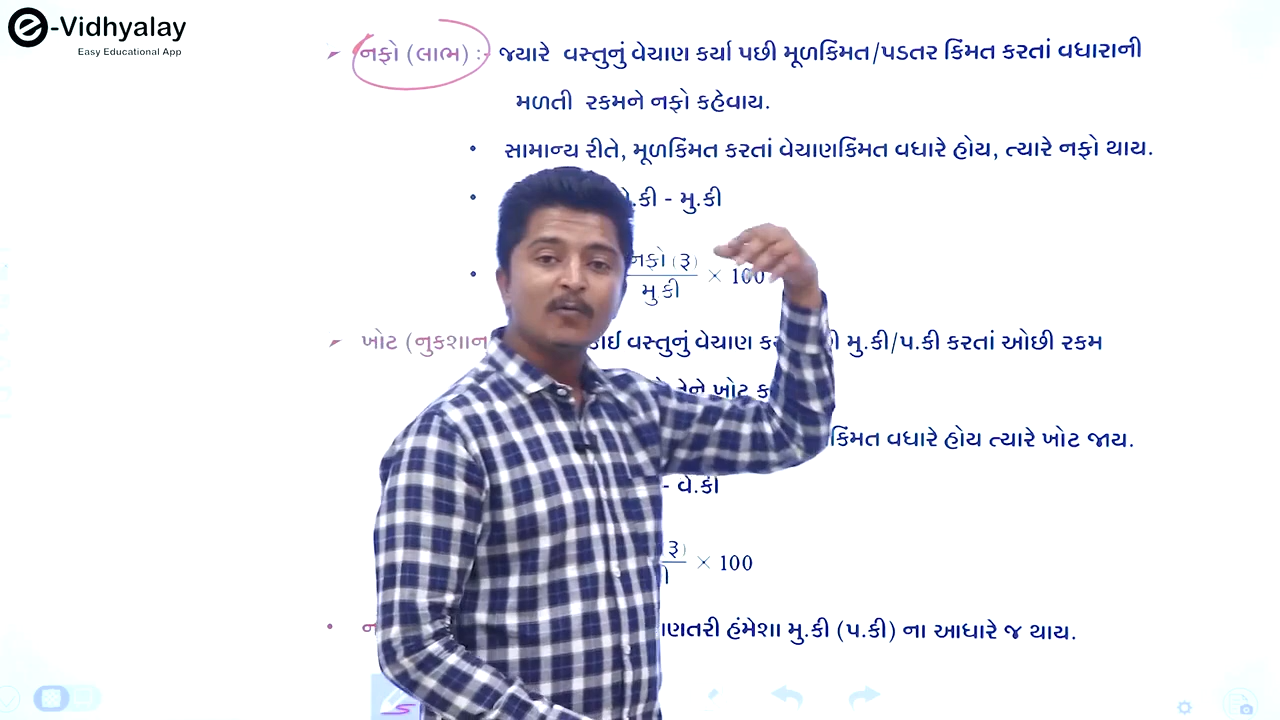 e-Vidhyalay
Easy Educational App
નફો (લાભ) :- જ્યારે વસ્તુનું વેચાણ કર્યા પછી મૂળકિંમત/પડતર કિંમત કરતાં વધારાની
મળતી રકમને નફો કહેવાય.
• સામાન્ય રીતે, મૂળકિંમત કરતાં વેચાણકિંમત વધારે હોય, ત્યારે નફો થાય.
.કી - મુ.કી
નફો (રૂ)
મુ કી
× 100
ખોટ (નુકશાન વસ્તુનું વેચાણ મુ.કી/પ.કી કરતાં ઓછી રકમ
તેને ખોટ
કિંમત વધારે હોય ત્યારે ખોટ જાય.
- વે.કી
(રૂ)
× 100
હંમેશા મુ.કી (પ.કી) ના આધારે જ થાય.